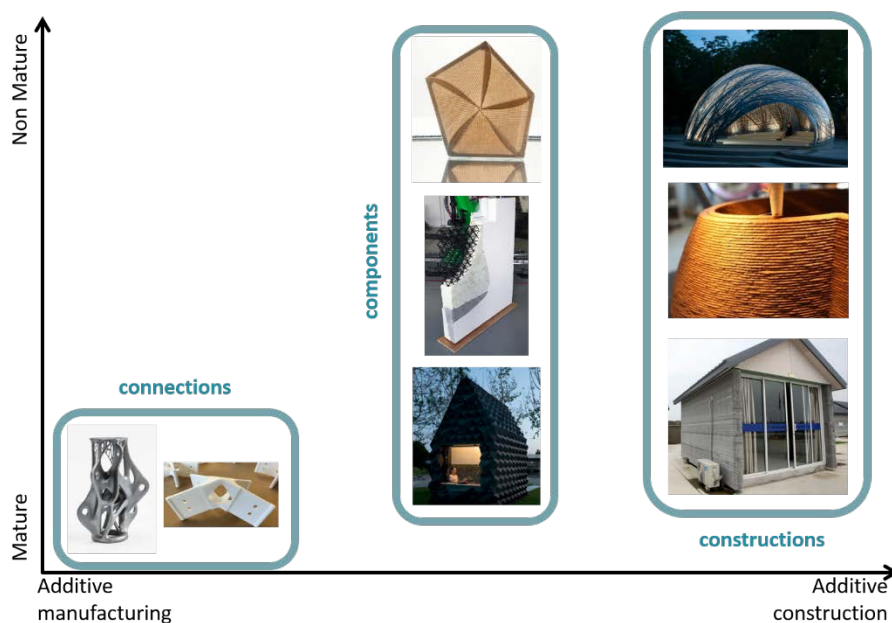 Non Mature
components
connections
Mature
constructions
Additive
manufacturing
Additive
construction